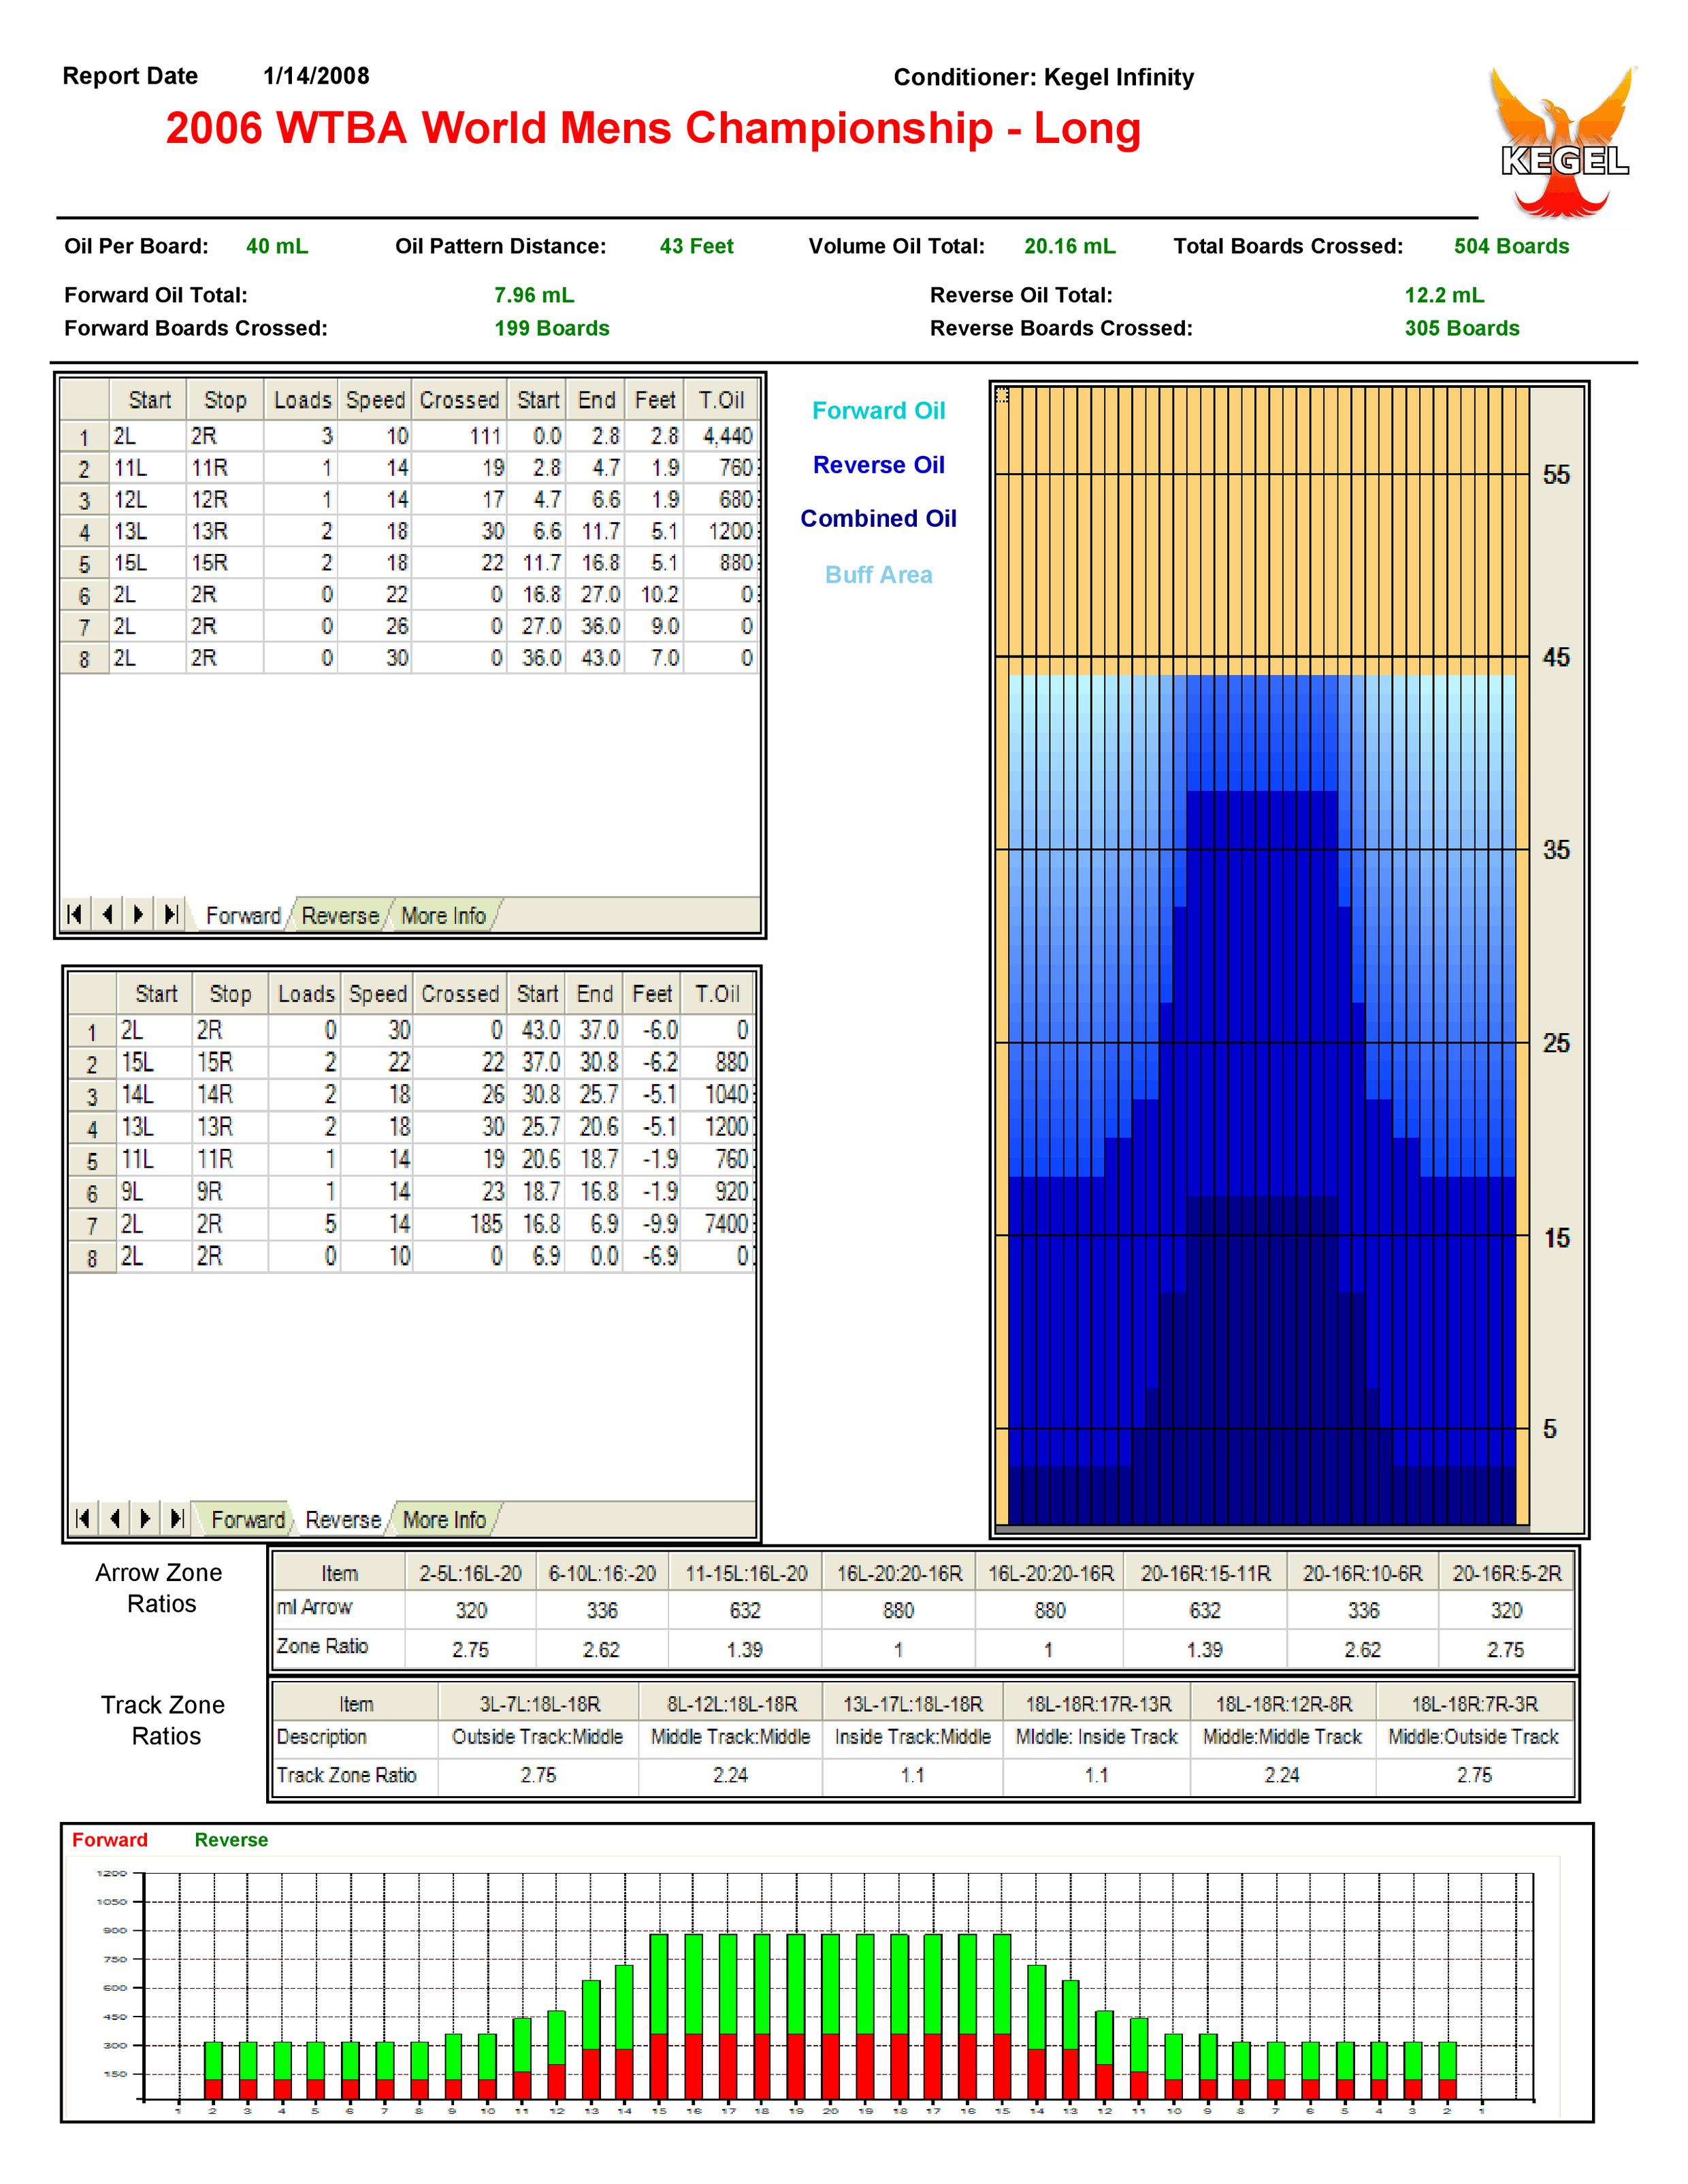 Report Date 1/14/2008 Conditioner: Kegel Infinity
2006 WTBA World Mens Championship - Long
KEGEL
Oil Per Board: 40 mL Oil Pattern Distance: 43 Feet Volume Oil Total: 20.16 mL Total Boards Crossed: 504 Boards
Forward Oil Total: 7.96 mL Reverse Oil Total: 12.2 mL
Forward Boards Crossed: 199 Boards Reverse Boards Crossed: 305 Boards
Start Stop Loads Speed Crossed Start End Feet T.Oil
1 2L 2R 3 10 111 0.0 2.8 2.8 4,440
2 11L 11R 1 14 19 2.8 4.7 1.9 760
3 12L 12R 1 14 17 4.7 6.6 1.9 680
4 13L 13R 2 18 30 6.6 11.7 5.1 1200
5 15L 15R 2 18 22 11.7 16.8 5.1 880
6 2L 2R 0 22 0 16.8 27.0 10.2 0
7 2L 2R 0 26 0 27.0 36.0 9.0 0
8 2L 2R 0 30 0 36.0 43.0 7.0 0
Forward Reverse More Info
Start Stop Loads Speed Crossed Start End Feet T.Oil
1 2L 2R 0 30 0 43.0 37.0 -6.0 0
2 15L 15R 2 22 22 37.0 30.8 -6.2 880
3 14L 14R 2 18 26 30.8 25.7 -5.1 1040
4 13L 13R 2 18 30 25.7 20.6 -5.1 1200
5 11L 11R 1 14 19 20.6 18.7 -1.9 760
6 9L 9R 1 14 23 18.7 16.8 -1.9 920
7 2L 2R 5 14 185 16.8 6.9 -9.9 7400
8 2L 2R 0 10 0 6.9 0.0 -6.9 0
Forward Reverse More Info
Forward Oil
Reverse Oil
Combined Oil
Buff Area
55
45
35
25
15
5
Arrow Zone
Ratios
Item 2-5L:16L-20 6-10L:16:-20 11-15L:16L-20 16L-20:20-16R 16L-20:20-16R 20-16R:15-11R 20-16R:10-6R 20-16R:5-2R
ml Arrow 320 336 632 880 880 632 336 320
Zone Ratio 2.75 2.62 1.39 1 1 1.39 2.62 2.75
Track Zone
Ratios
Item 3L-7L:18L-18R 8L-12L:18L-18R 13L-17L:18L-18R 18L-18R:17R-13R 18L-18R:12R-8R 18L-18R:7R-3R
Description Outside Track:Middle Middle Track:Middle Inside Track:Middle MIddle: Inside Track Middle:Middle Track Middle:Outside Track
Track Zone Ratio 2.75 2.24 1.1 1.1 2.24 2.75
Forward Reverse
1200
1050
900
750
600
450
300
150
1 2 3 4 5 6 7 8 9 10 11 12 13 14 15 16 17 18 19 20 19 18 17 16 15 14 13 12 11 10 9 8 7 6 5 4 3 2 1